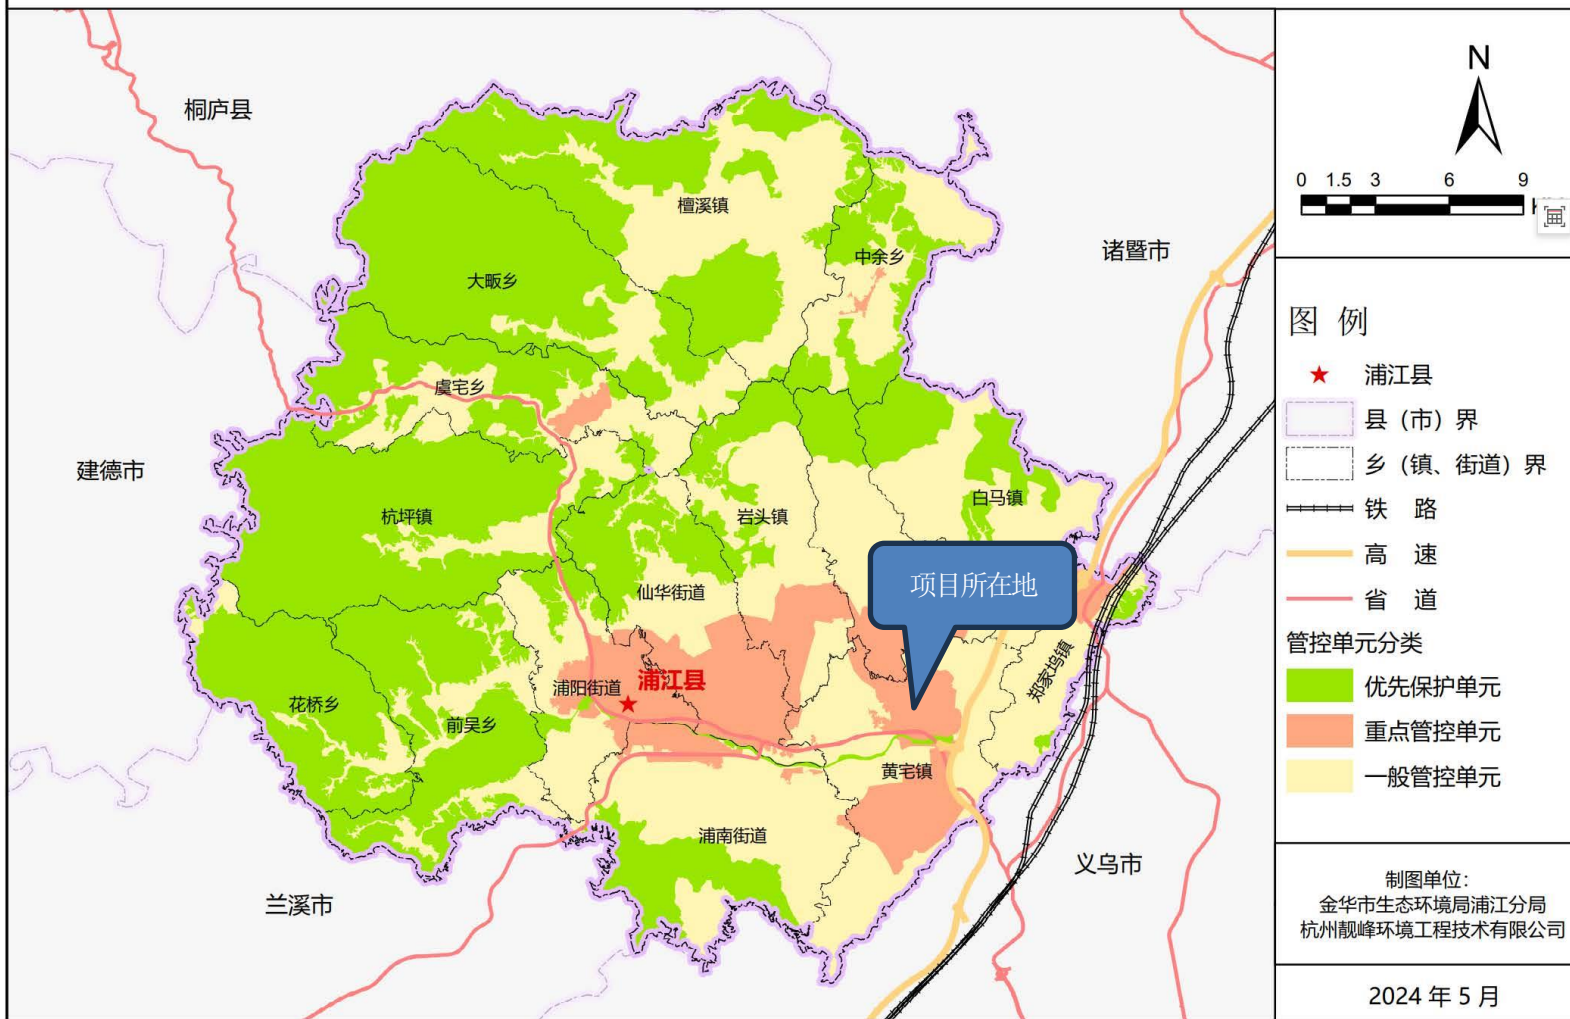 桐庐县
檀溪镇
中余乡
诸暨市
大畈乡
虞宅乡
建德市
杭坪镇
岩头镇
白马镇
仙华街道
项目所在地
郑家坞镇
浦阳街道
浦江县
花桥乡
前吴乡
黄宅镇
浦南街道
义乌市
兰溪市
N
0 1.5 3 6 9
图 例
浦江县
县（市）界
乡（镇、街道）界
铁 路
高 速
省 道
管控单元分类
优先保护单元
重点管控单元
一般管控单元
制图单位：
金华市生态环境局浦江分局
杭州靓峰环境工程技术有限公司
2024 年 5 月